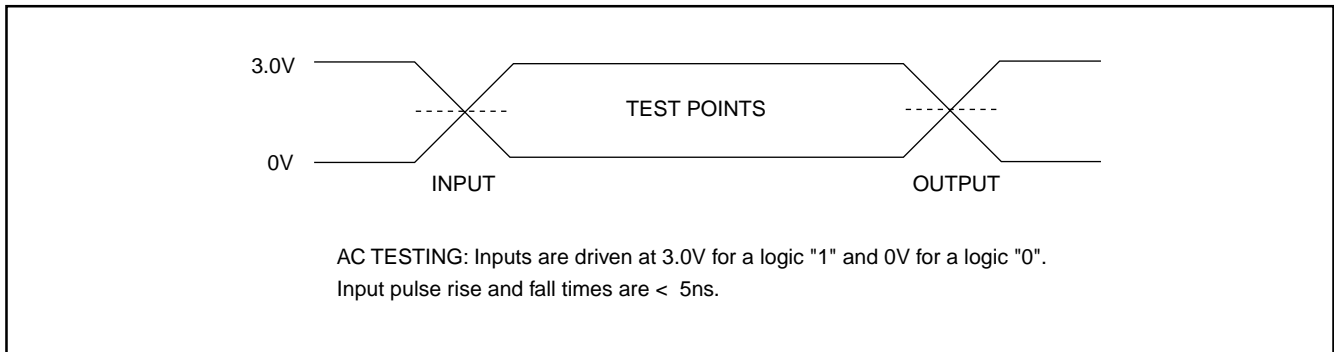 3.0V
TEST POINTS
0V
INPUT
OUTPUT
AC TESTING: Inputs are driven at 3.0V for a logic "1" and 0V for a logic "0".
Input pulse rise and fall times are < 5ns.